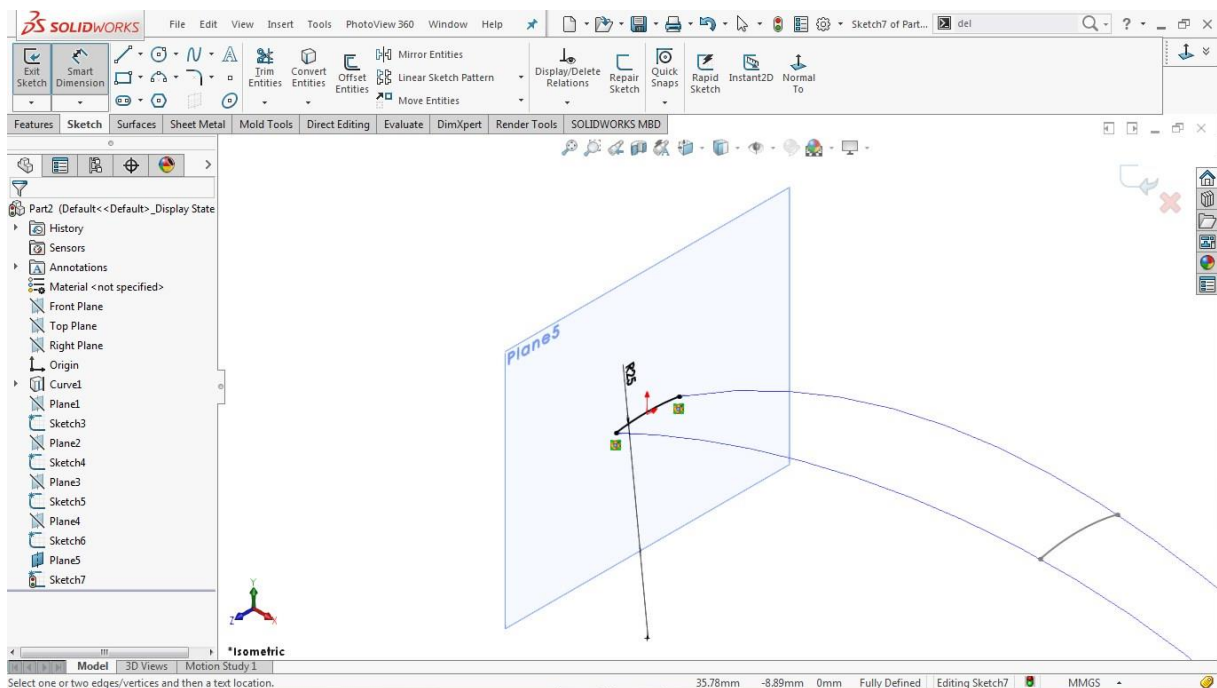 SOLIDWORKS File Edit View Insert Tools PhotoView 360 Window Help Sketch7 of Part... del ?
Exit Sketch
Smart Dimension
Trim Entities
Convert Entities
Offset Entities
Mirror Entities
Linear Sketch Pattern
Move Entities
Display/Delete Relations
Repair Sketch
Quick Snaps
Rapid Sketch
Instant2D
Normal To
Features Sketch Surfaces Sheet Metal Mold Tools Direct Editing Evaluate DimXpert Render Tools SOLIDWORKS MBD
Part2 (Default<<Default>_Display State
History
Sensors
Annotations
Material <not specified>
Front Plane
Top Plane
Right Plane
Origin
Curve1
Plane1
Sketch3
Plane2
Sketch4
Plane3
Sketch5
Plane4
Sketch6
Plane5
Sketch7
Plane5
R25
Y
Z
X
*Isometric
Model 3D Views Motion Study 1
Select one or two edges/vertices and then a text location. 35.78mm -8.89mm 0mm Fully Defined Editing Sketch7 MMGS